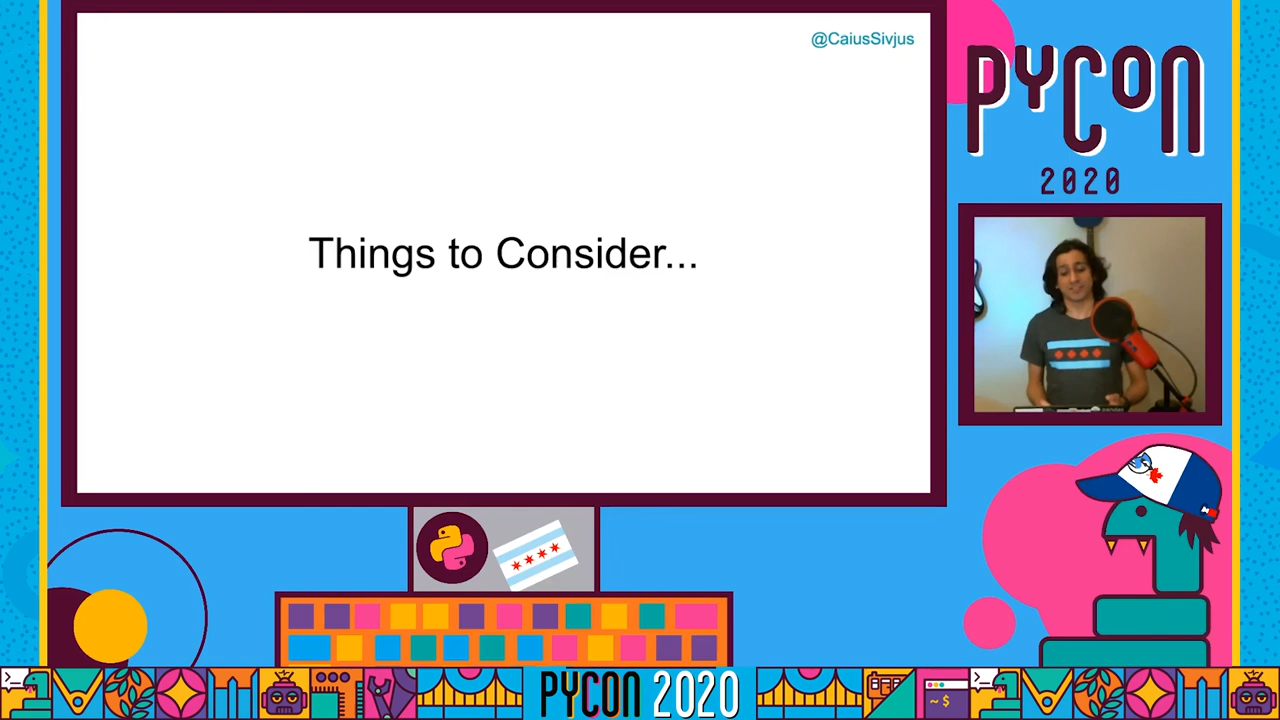 @CaiusSivjus
Things to Consider...
PYCON
2020
~ $
PYCON 2020